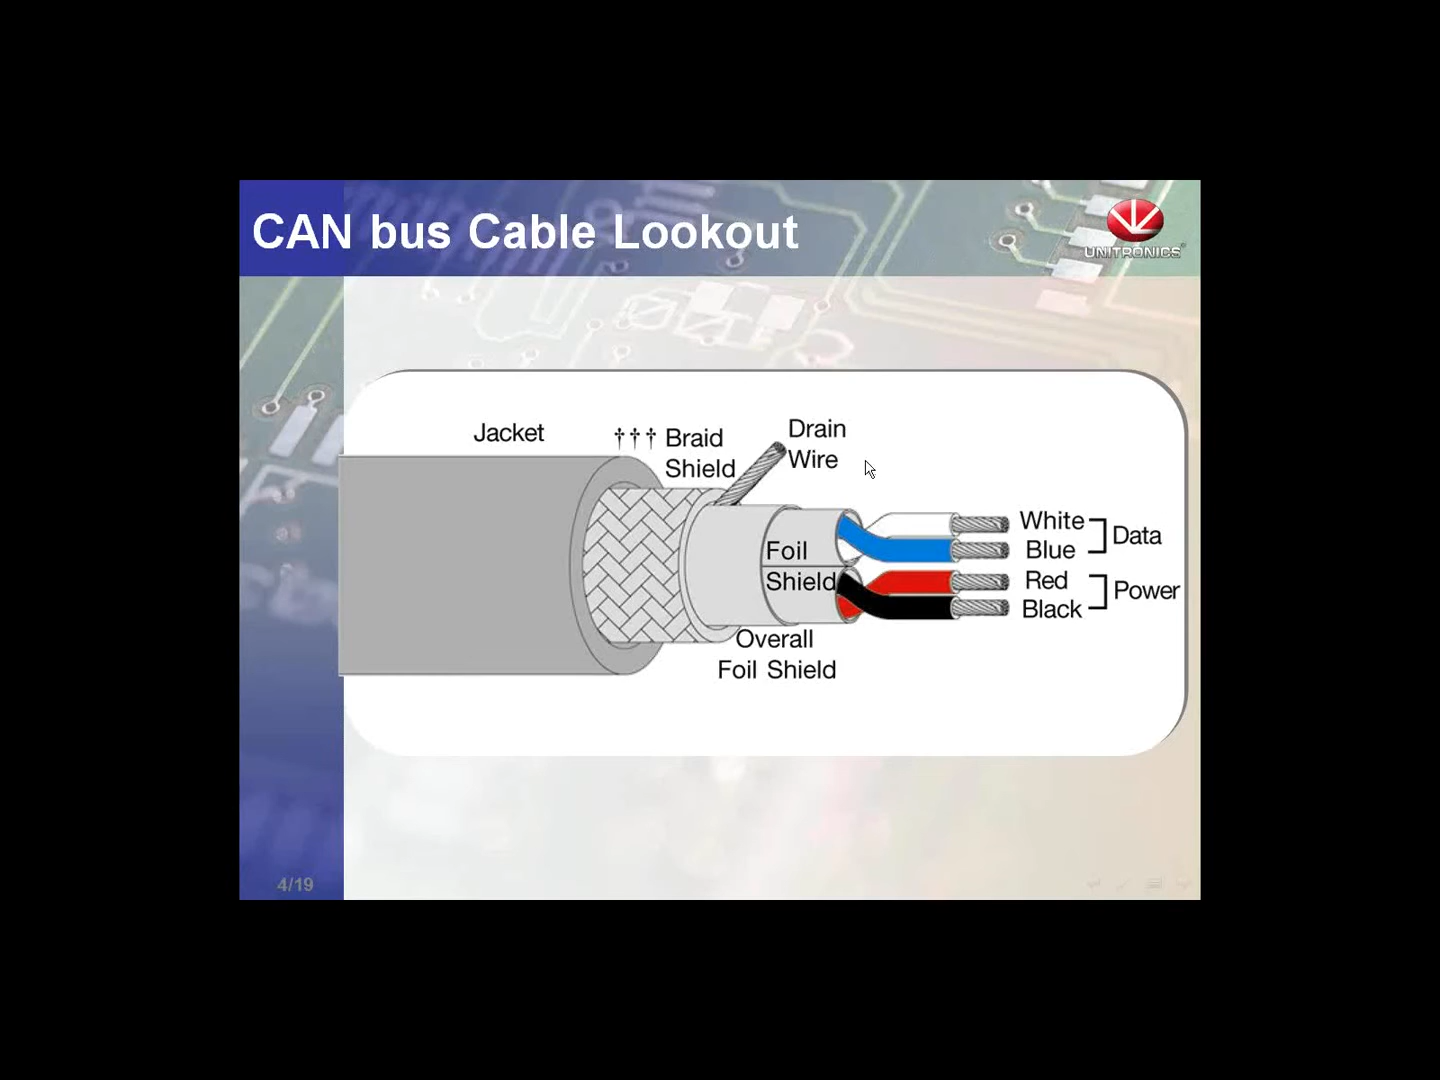 CAN bus Cable Lookout
UNITRONICS
Jacket
††† Braid
Shield
Drain
Wire
White
Blue
Data
Red
Black
Power
Foil
Shield
Overall
Foil Shield
4/19